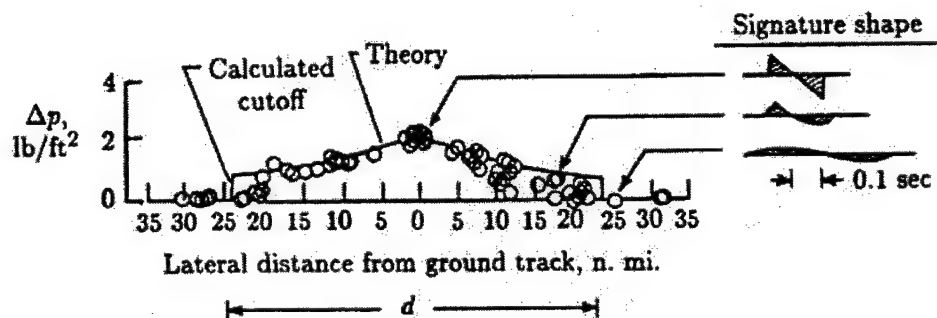 Signature shape
Calculated
cutoff
Theory
Δp,
lb/ft²
4
2
0
0.1 sec
35 30 25 20 15 10 5 0 5 10 15 20 25 30 35
Lateral distance from ground track, n. mi.
d